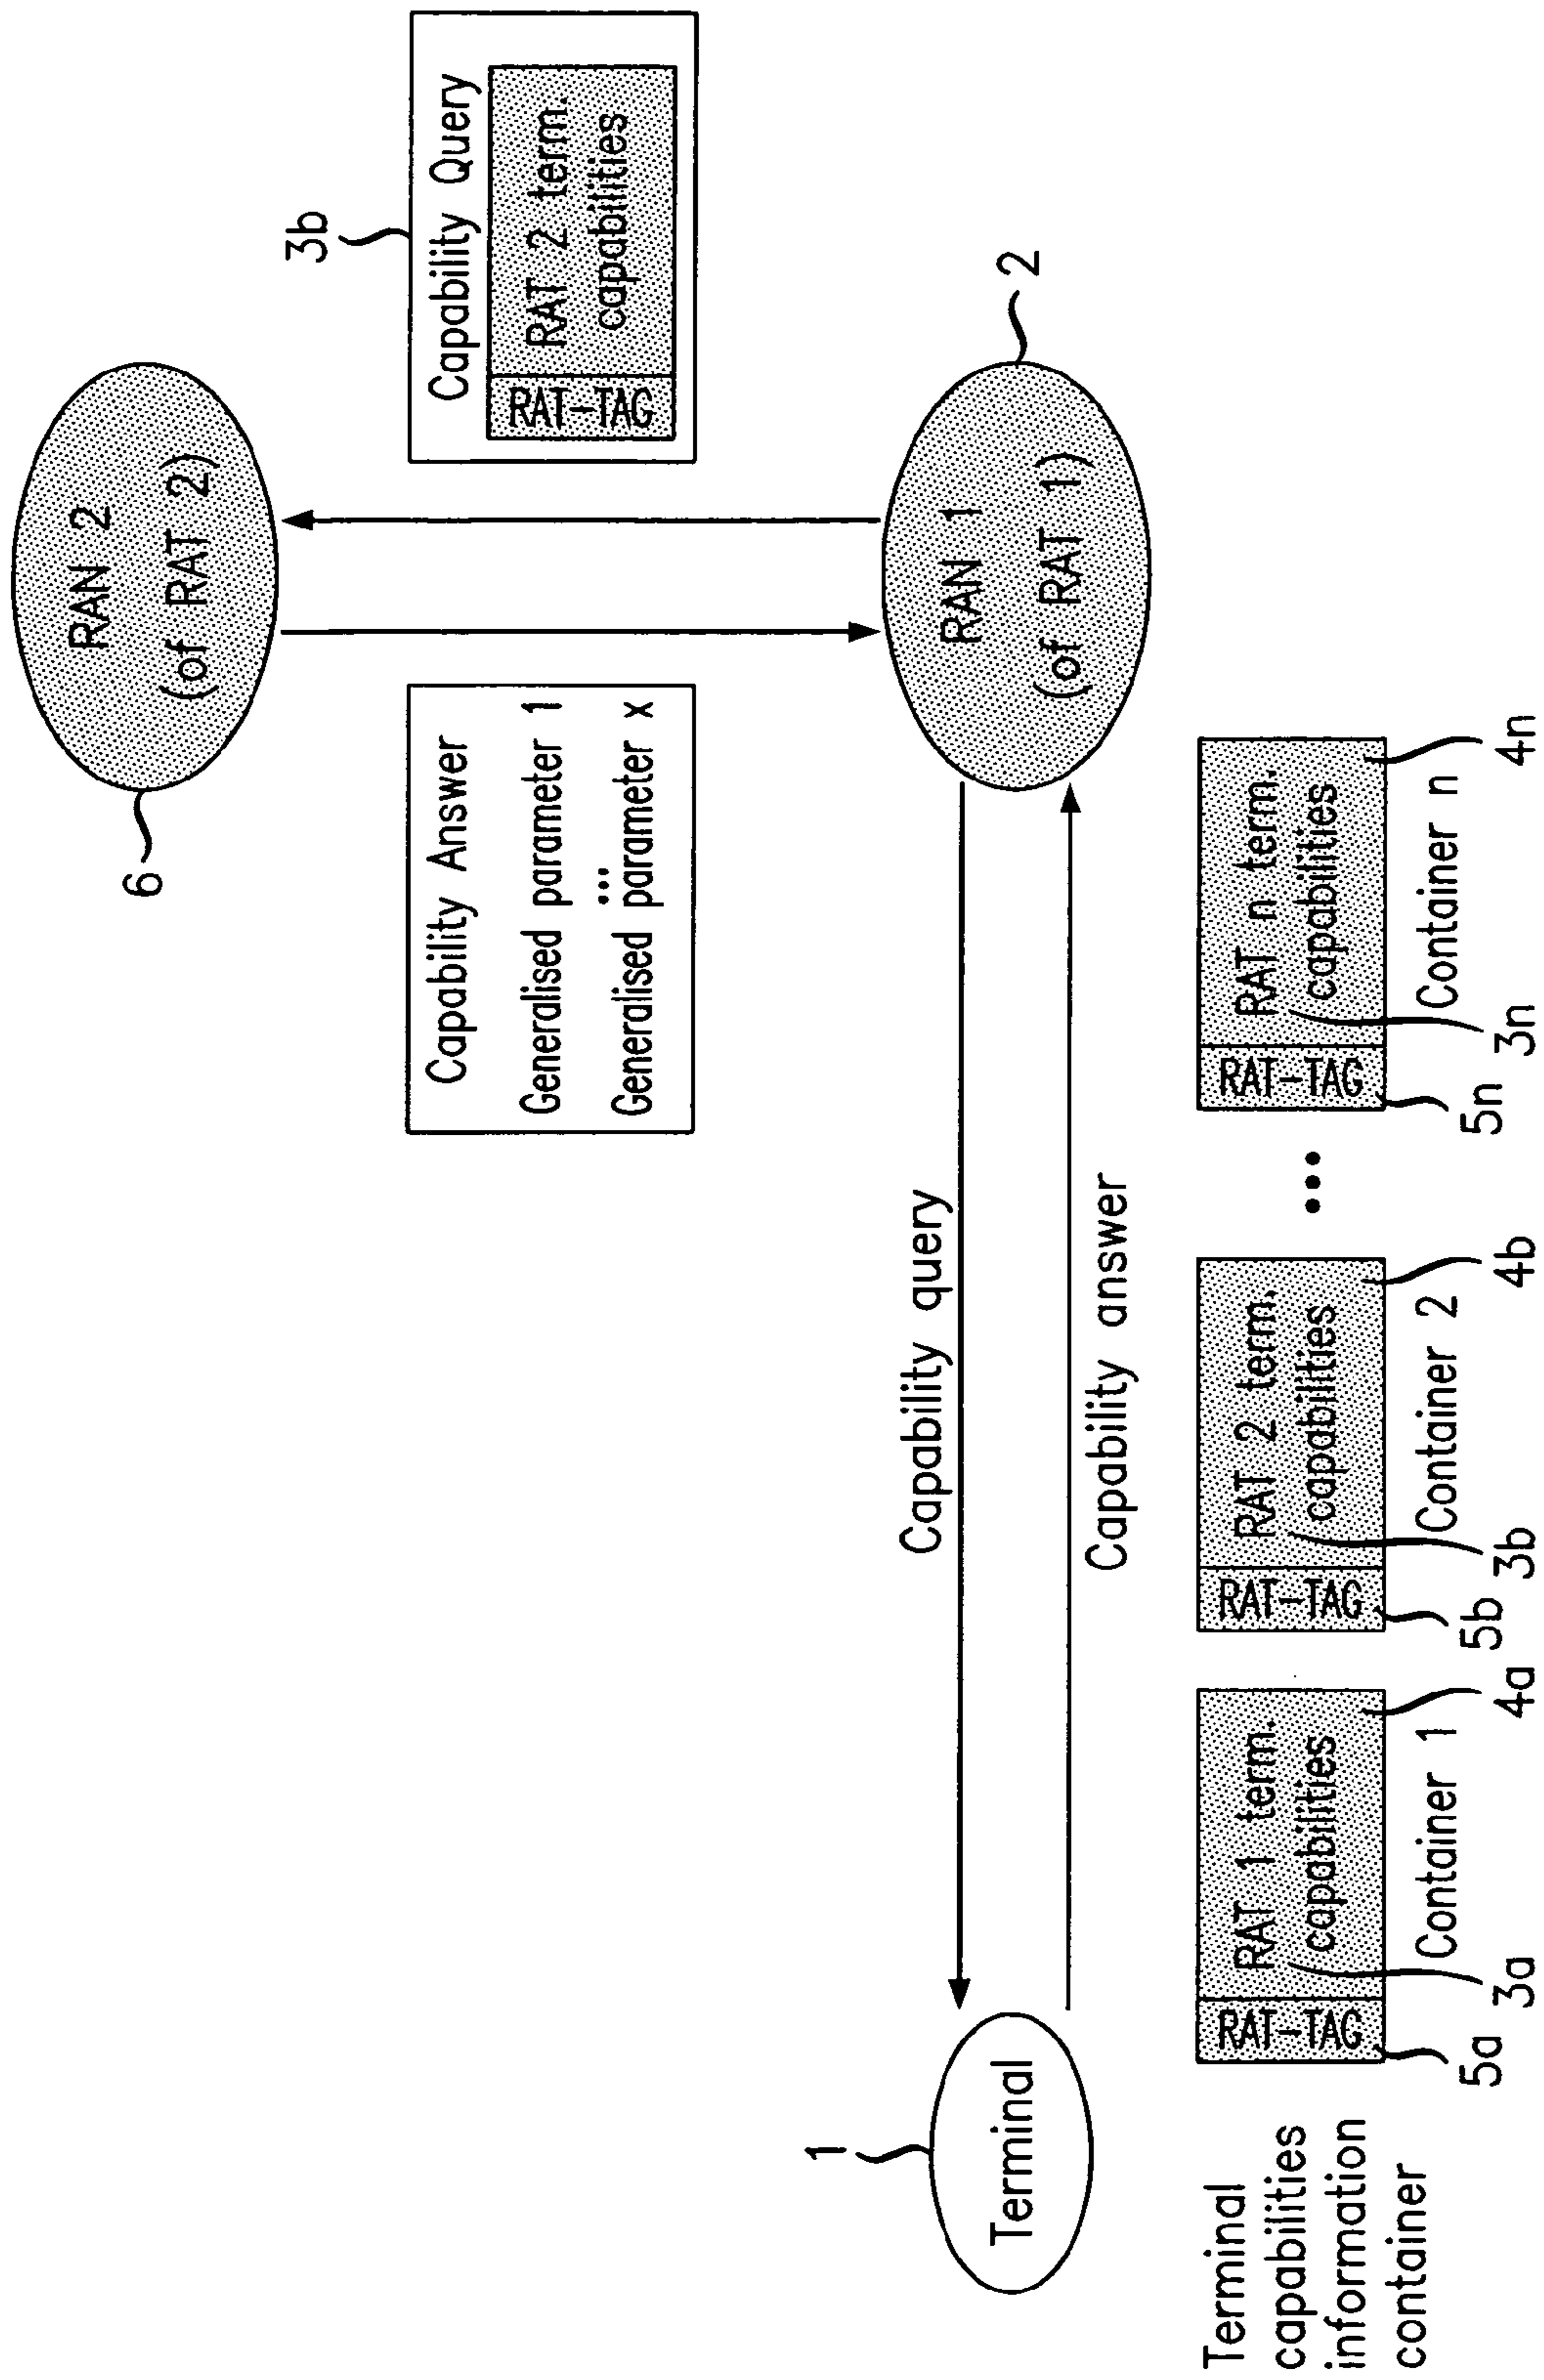 6
RAN 2
(of RAT 2)
3b
Capability Answer
Generalised parameter 1
...
Generalised parameter x
Capability Query
RAT-TAG
RAT 2 term.
capabilities
1
Terminal
Capability query
Capability answer
RAN 1
(of RAT 1)
2
Terminal
capabilities
information
container
RAT-TAG
RAT 1 term.
capabilities
Container 1
5a
3a
4a
RAT-TAG
RAT 2 term.
capabilities
Container 2
5b
3b
4b
...
RAT-TAG
RAT n term.
capabilities
Container n
5n
3n
4n